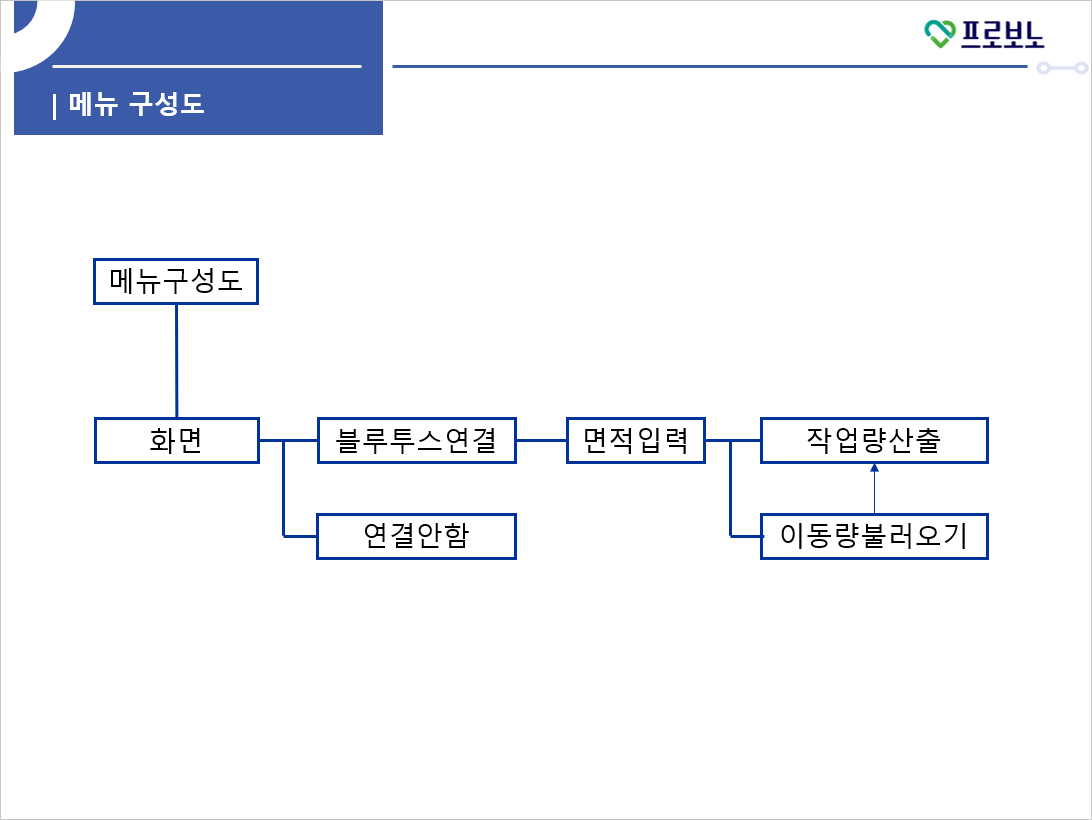 프로보노
| 메뉴 구성도
메뉴구성도
화면
블루투스연결
면적입력
작업량산출
연결안함
이동량불러오기